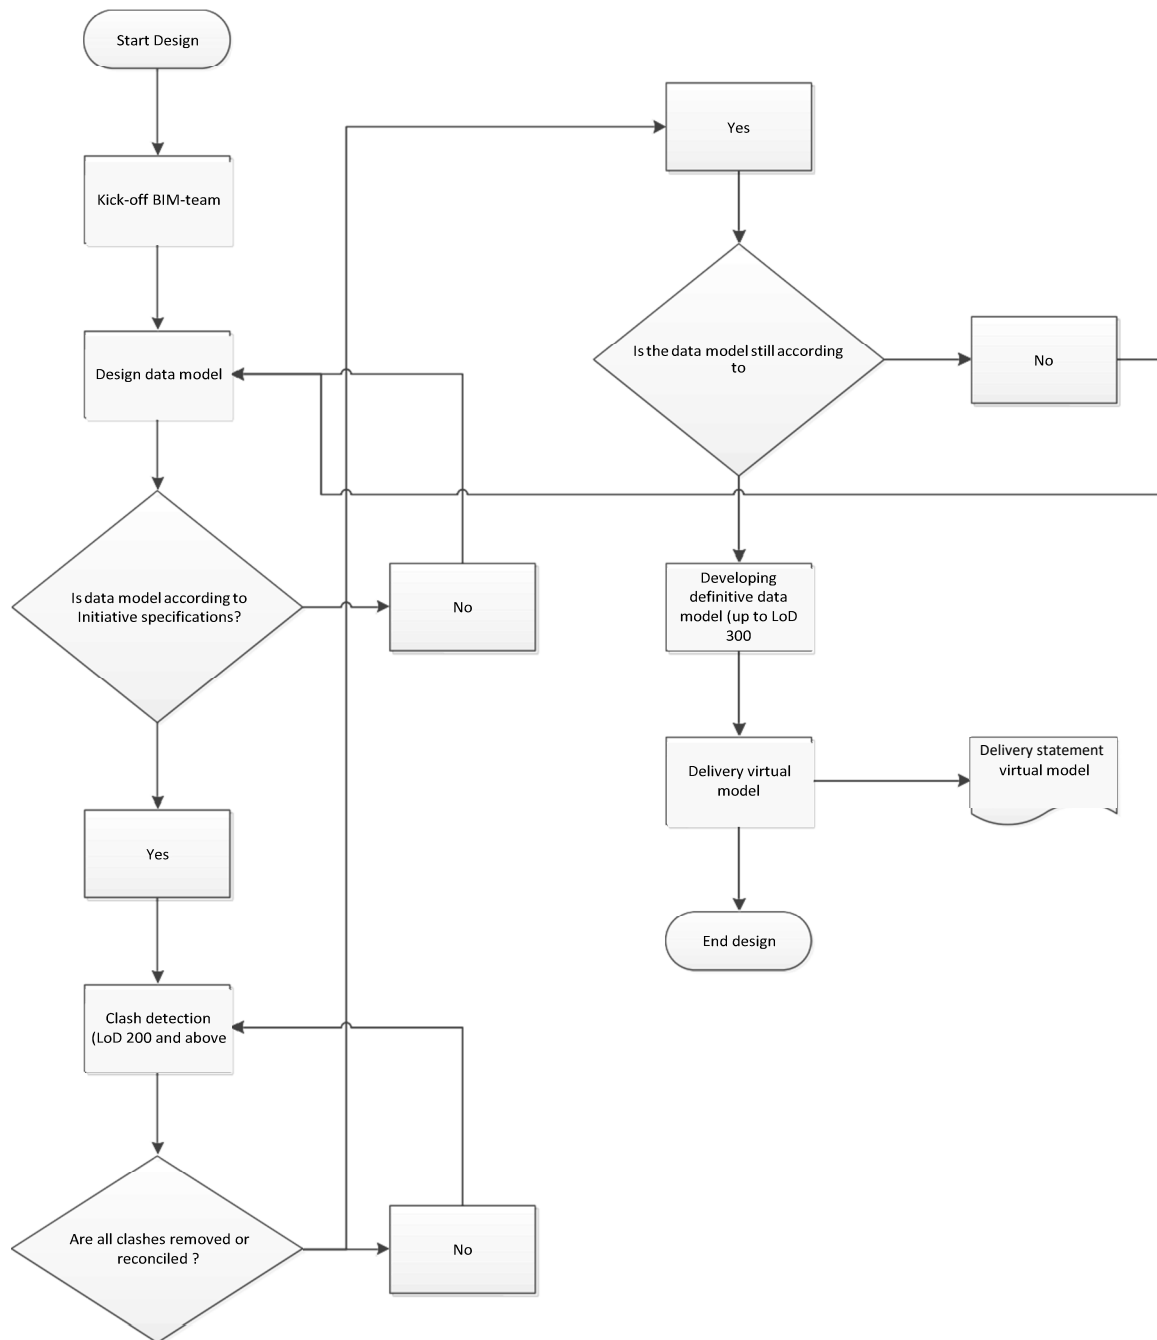 Start Design
Kick-off BIM-team
Design data model
Is data model according to
Initiative specifications?
No
Yes
Clash detection
(LoD 200 and above
Are all clashes removed or
reconciled ?
No
Yes
Is the data model still according
to
No
Developing
definitive data
model (up to LoD
300
Delivery virtual
model
Delivery statement
virtual model
End design